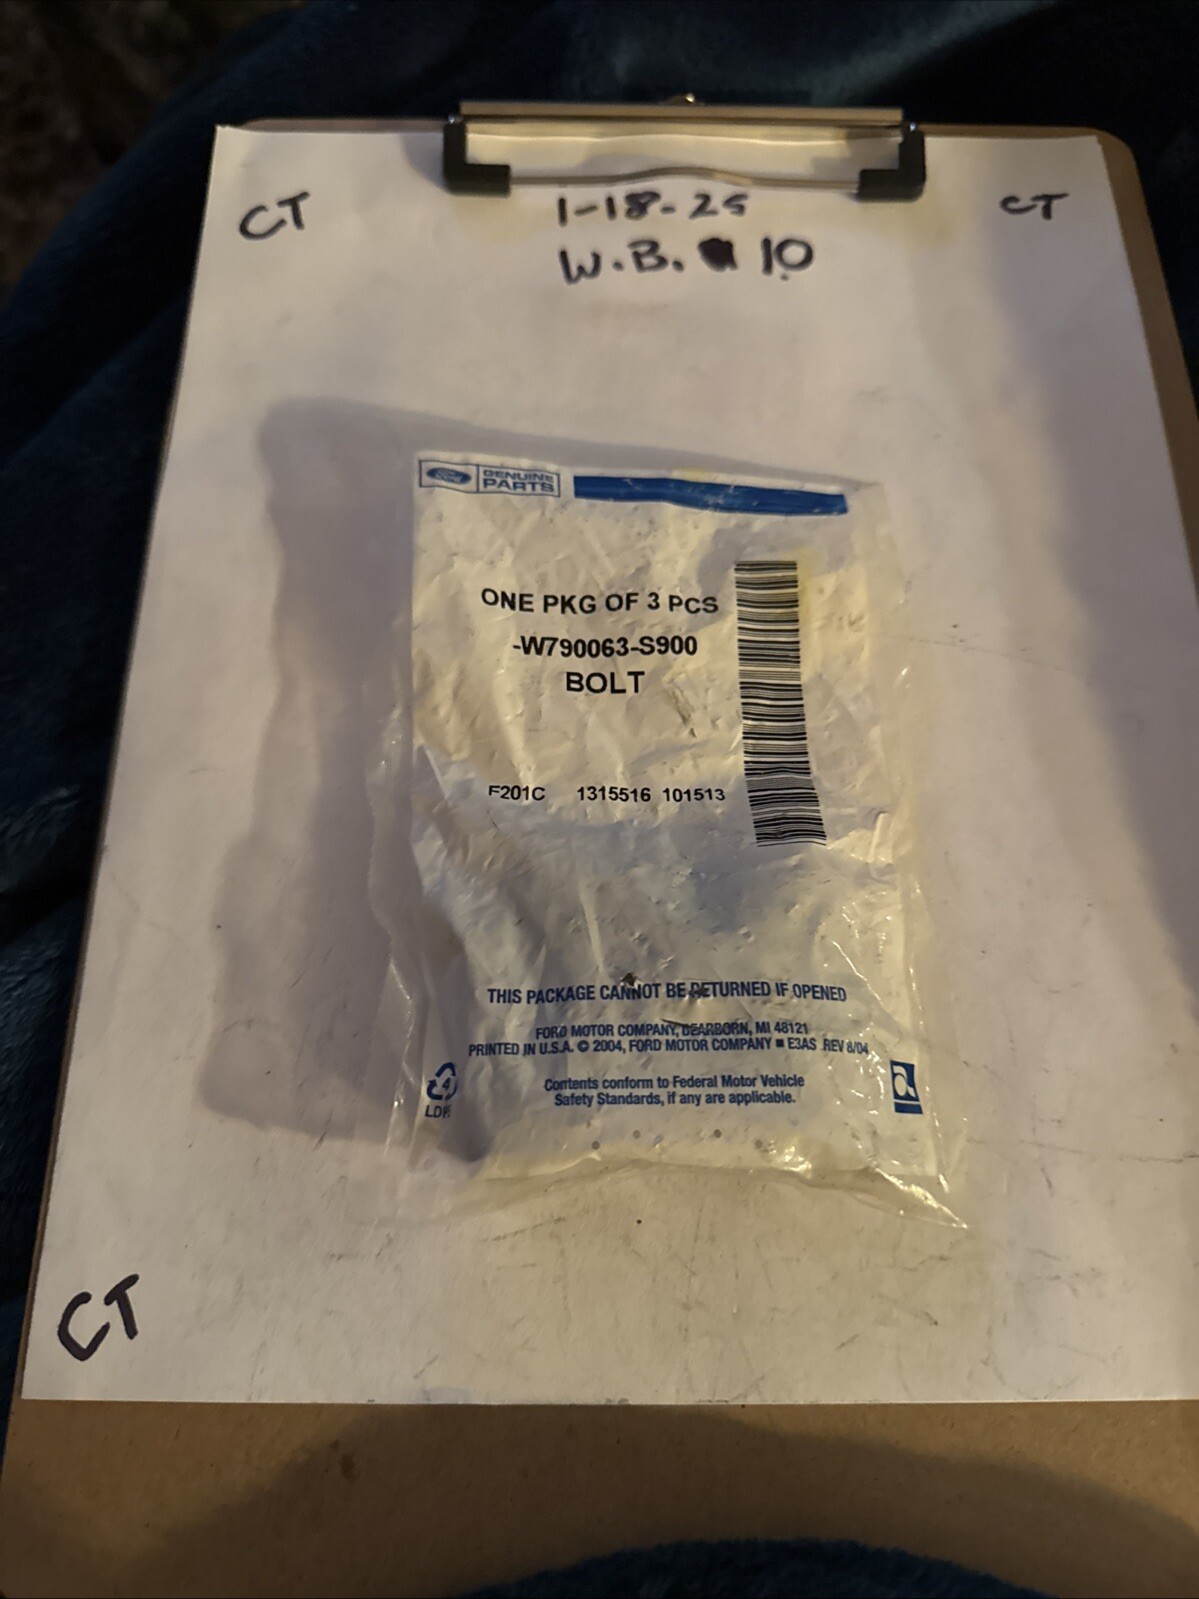 CT
1-18-25
CT
W.B. 10
Ford
GENUINE
PARTS
ONE PKG OF 3 PCS
-W790063-S900
BOLT
F201C 1315516 101513
THIS PACKAGE CANNOT BE RETURNED IF OPENED
FORD MOTOR COMPANY, DEARBORN, MI 48121
PRINTED IN U.S.A. © 2004, FORD MOTOR COMPANY ■ E3AS REV 8/04
4
LDPE
Contents conform to Federal Motor Vehicle
Safety Standards, if any are applicable.
a
CT